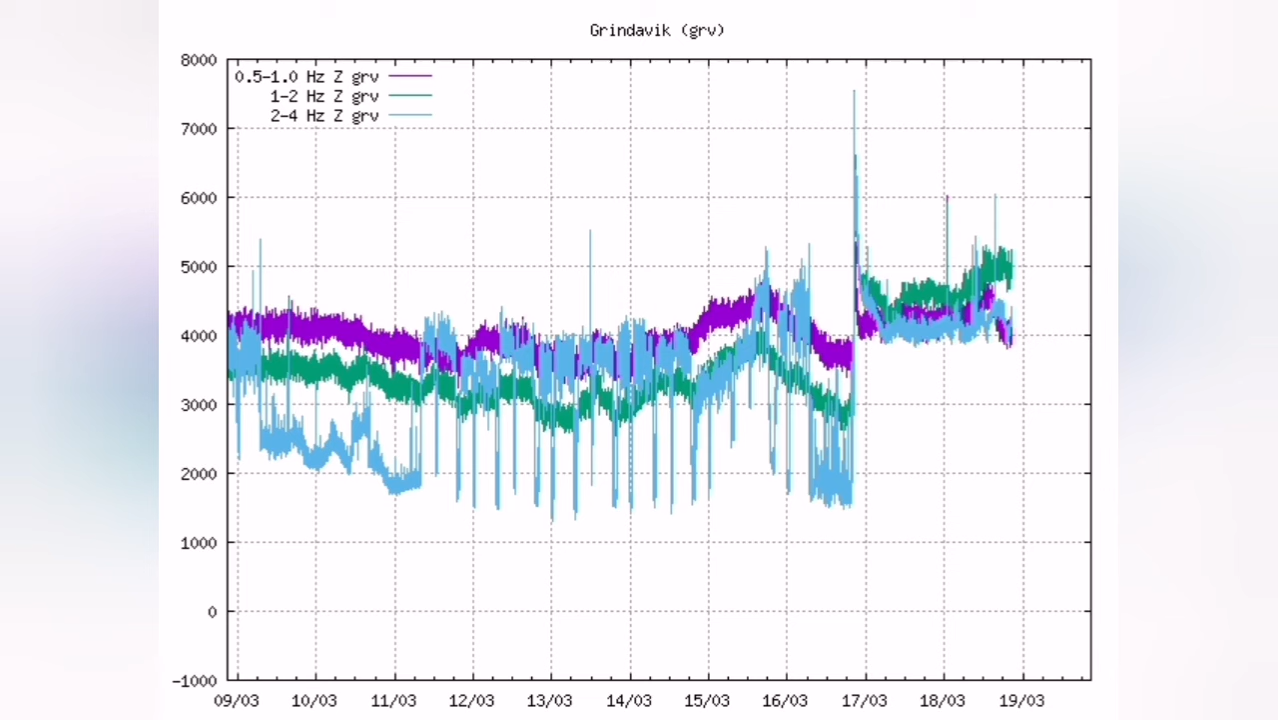 Grindavik (grv)
8000
0.5-1.0 Hz Z grv
1-2 Hz Z grv
2-4 Hz Z grv
7000
6000
5000
4000
3000
2000
1000
0
-1000
09/03 10/03 11/03 12/03 13/03 14/03 15/03 16/03 17/03 18/03 19/03